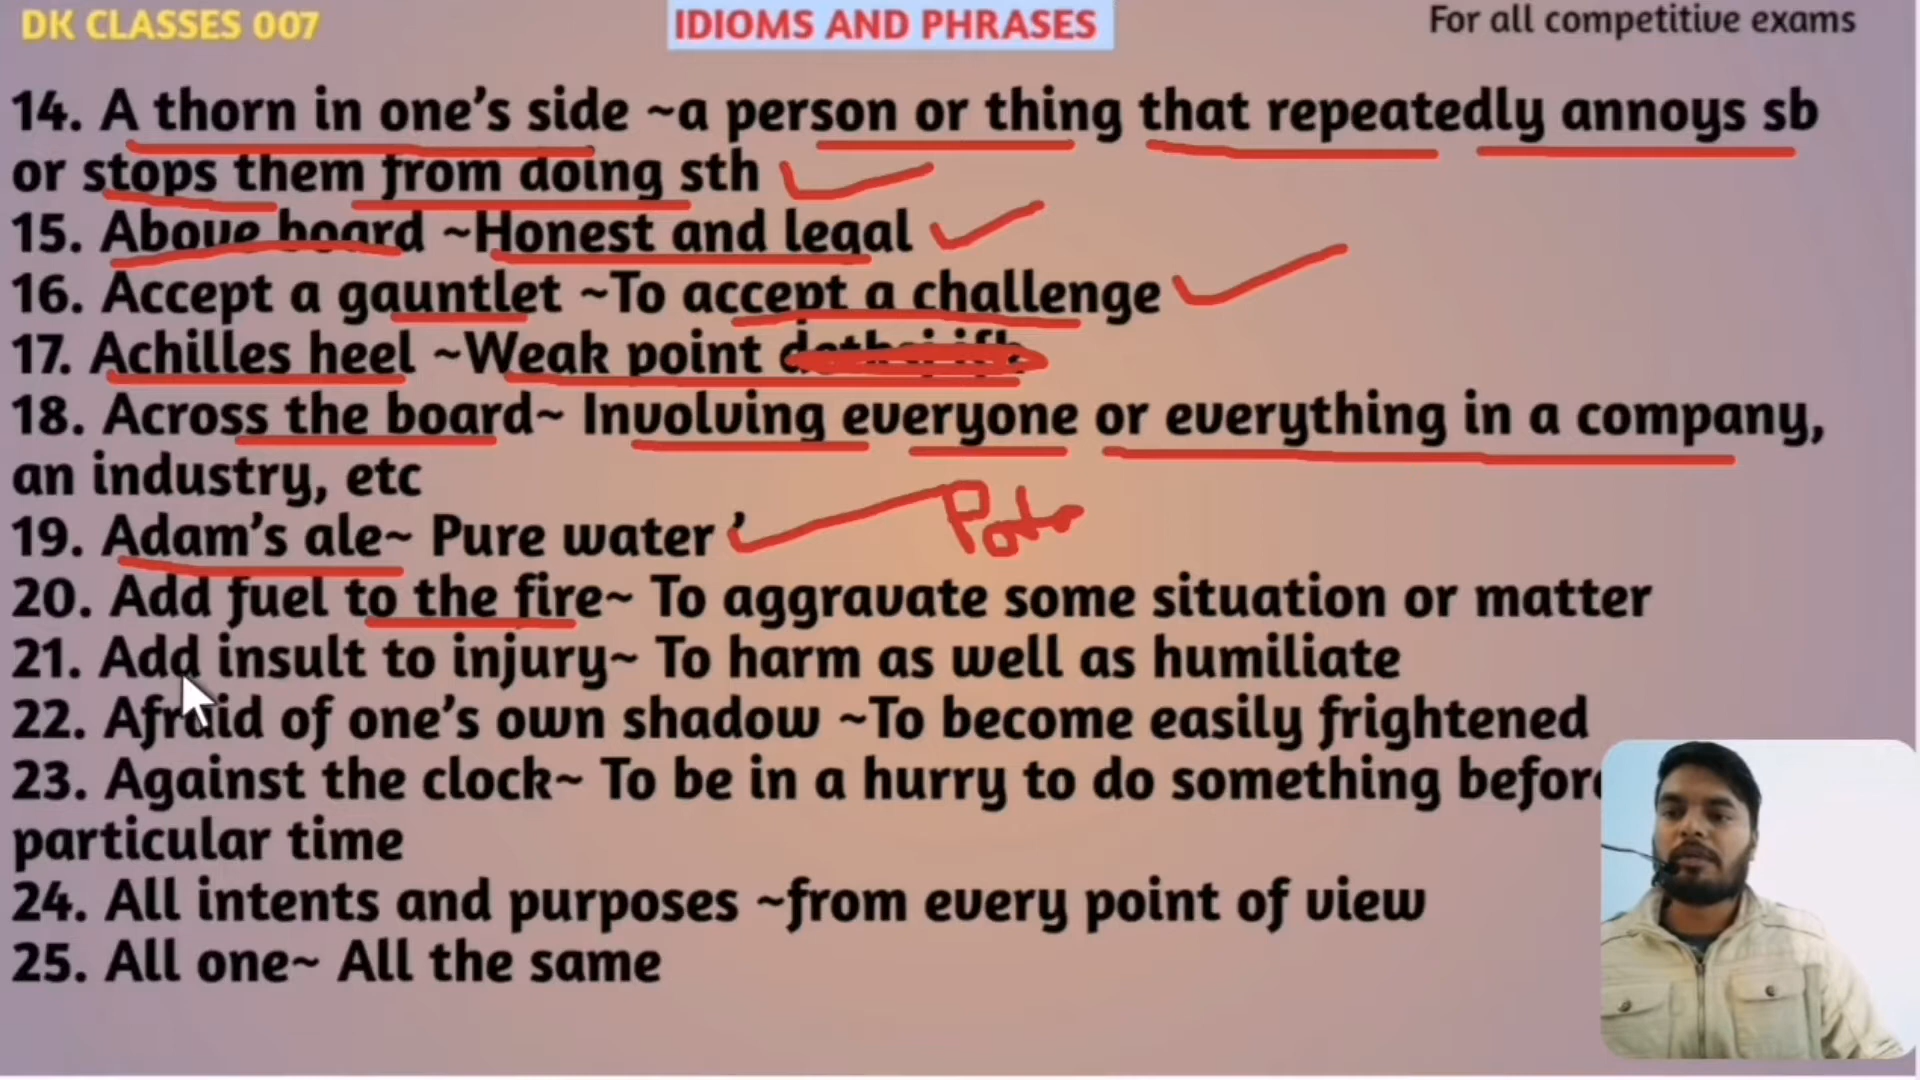 DK CLASSES 007
IDIOMS AND PHRASES
For all competitive exams
14. A thorn in one's side ~a person or thing that repeatedly annoys sb
or stops them from doing sth
15. Above board ~Honest and legal
16. Accept a gauntlet ~To accept a challenge
17. Achilles heel ~Weak point
18. Across the board~ Involving everyone or everything in a company,
an industry, etc
19. Adam's ale~ Pure water '
20. Add fuel to the fire~ To aggravate some situation or matter
21. Add insult to injury~ To harm as well as humiliate
22. Afraid of one's own shadow ~To become easily frightened
23. Against the clock~ To be in a hurry to do something before
particular time
24. All intents and purposes ~from every point of view
25. All one~ All the same